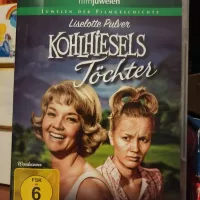 filmjuwelen
JUWELEN DER FILMGESCHICHTE
Liselotte Pulver
KOHLHIESELS
Töchter
FSK
6